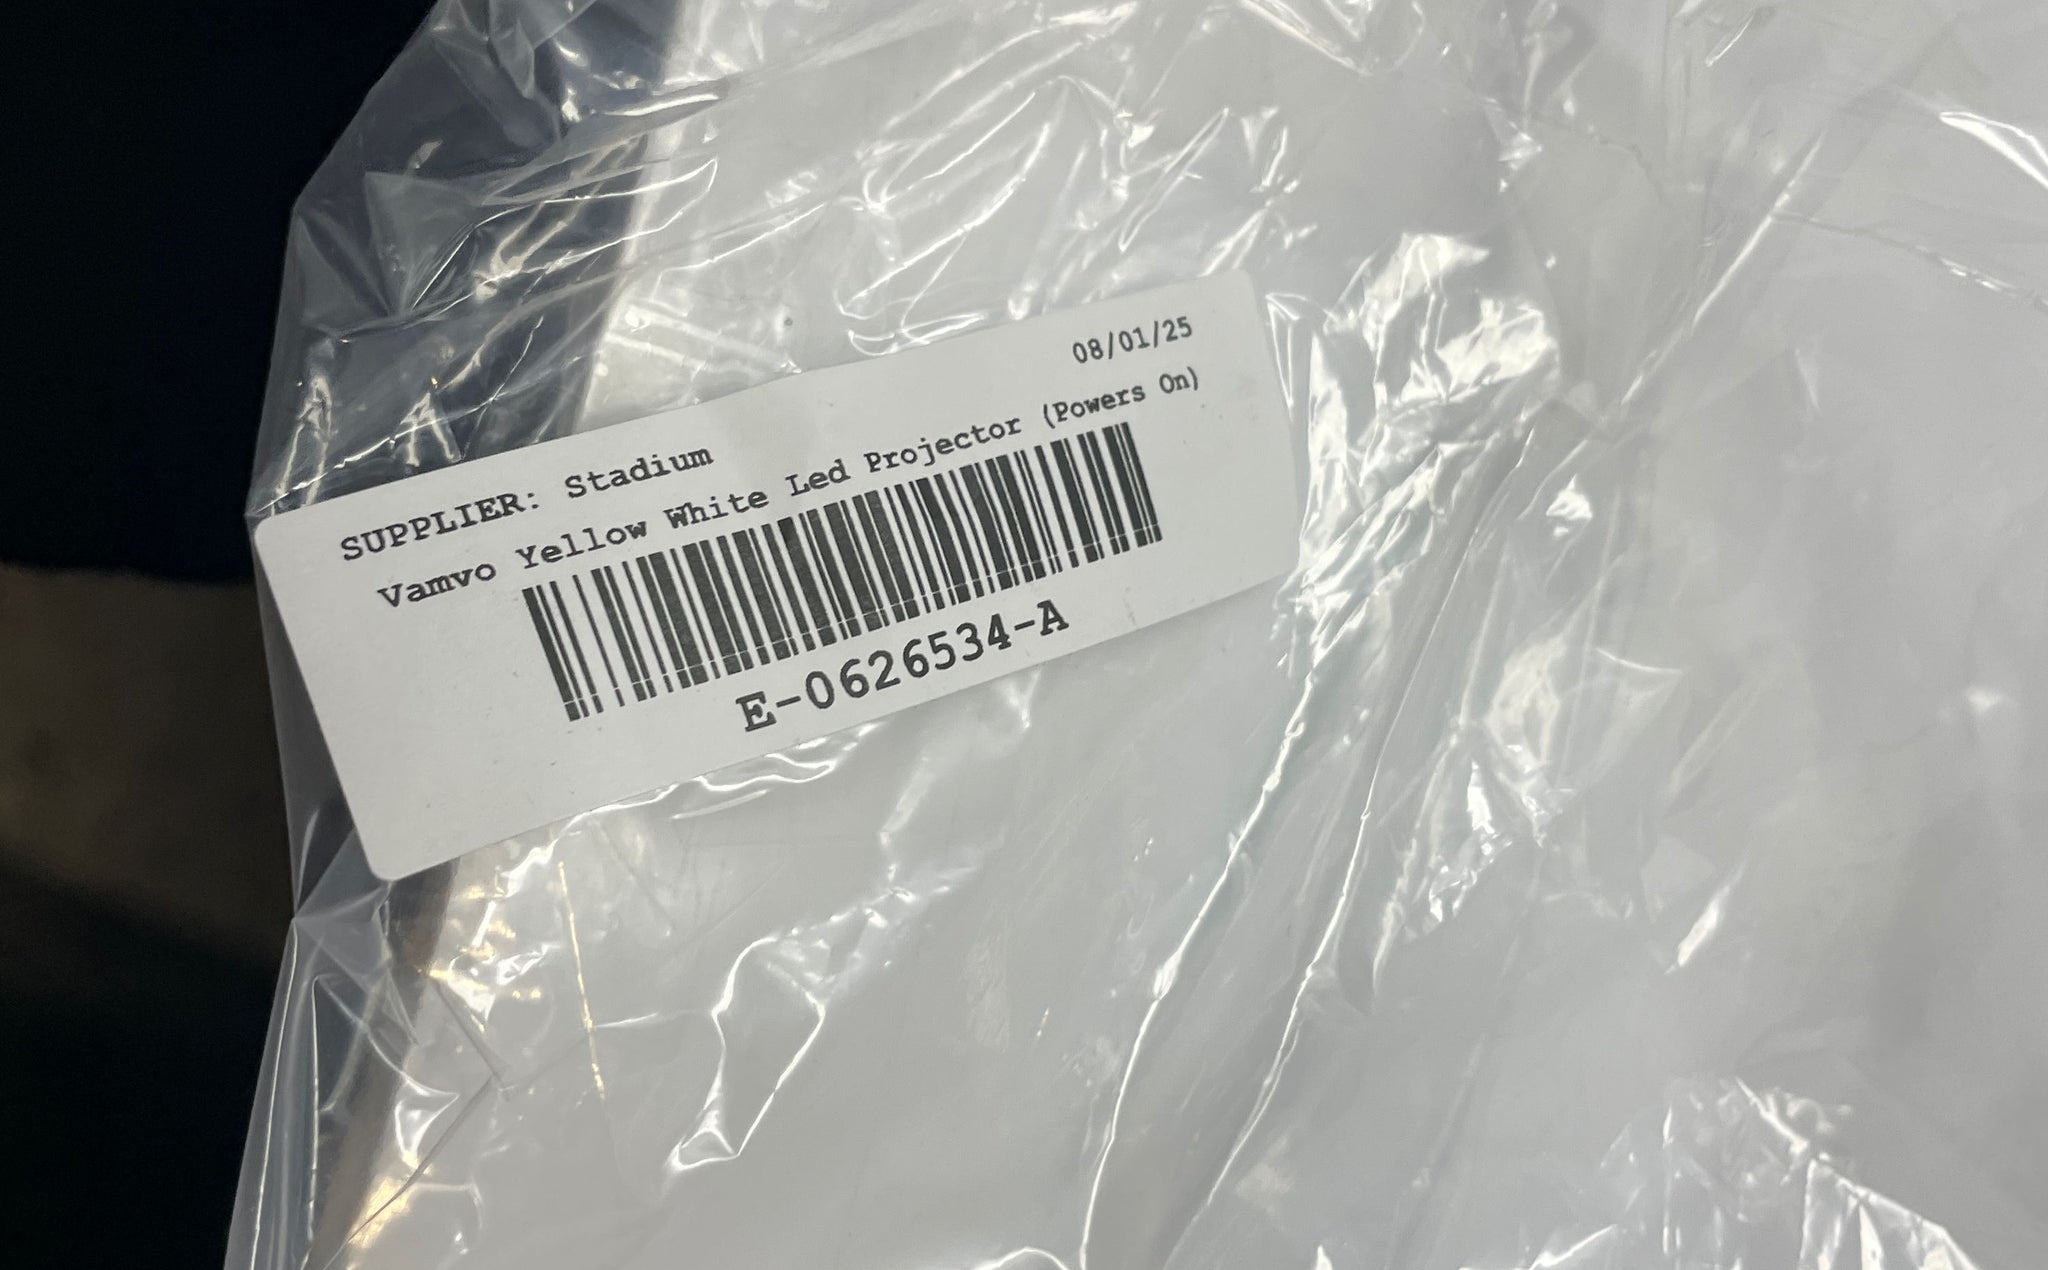 08/01/25
SUPPLIER: Stadium
Vamvo Yellow White Led Projector (Powers On)
E-0626534-A